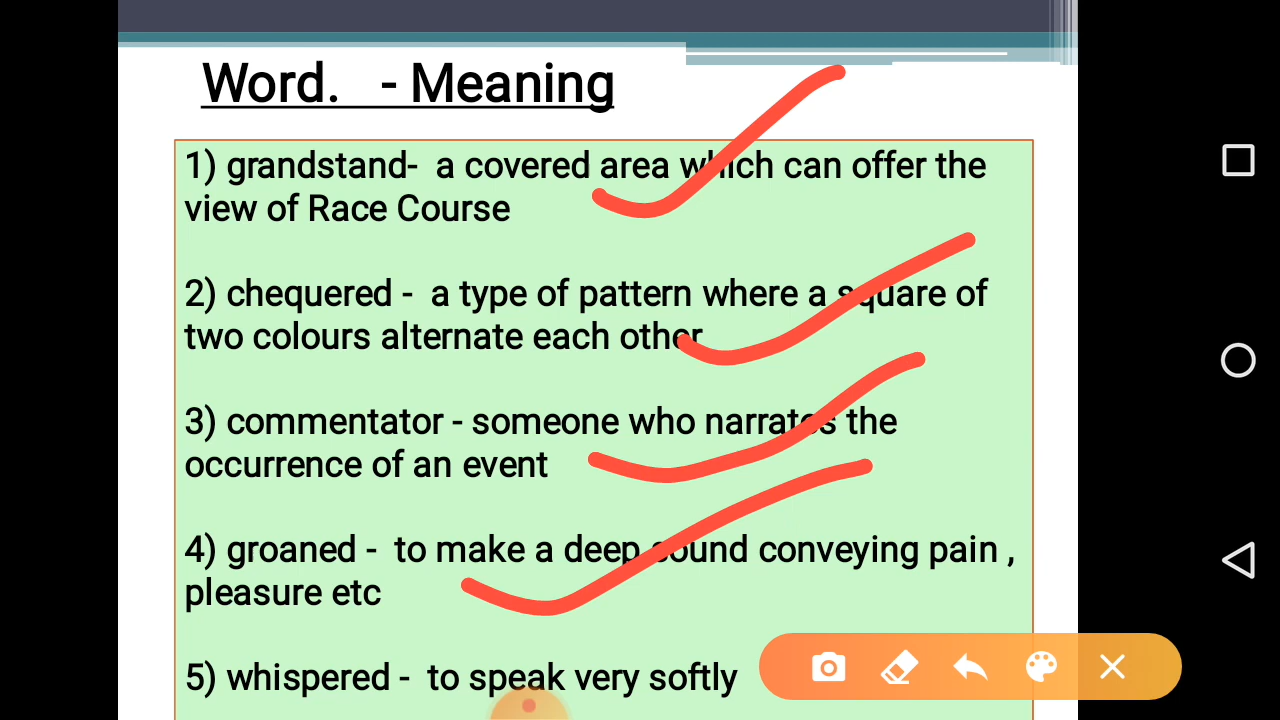 Word. - Meaning
1) grandstand- a covered area which can offer the
view of Race Course
2) chequered - a type of pattern where a square of
two colours alternate each other
3) commentator - someone who narrates the
occurrence of an event
4) groaned - to make a deep sound conveying pain ,
pleasure etc
5) whispered - to speak very softly